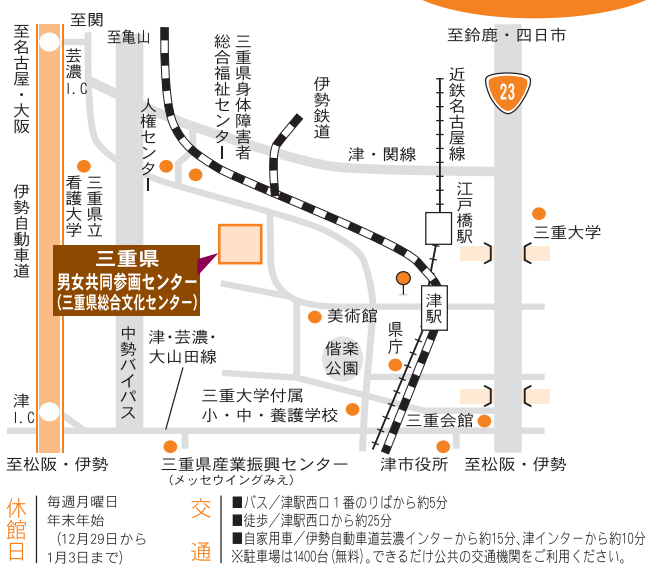 至関
至亀山
至名古屋・大阪
芸濃
I.C
三重県身体障害者
総合福祉センター
人権センター
伊勢鉄道
近鉄名古屋線
至鈴鹿・四日市
23
津・関線
江戸橋駅
三重大学
三重県立
看護大学
伊勢自動車道
三重県
男女共同参画センター
(三重県総合文化センター)
津駅
美術館
県庁
偕楽
公園
中勢バイパス
津・芸濃・
大山田線
三重大学付属
小・中・養護学校
三重会館
津
I.C
至松阪・伊勢
三重県産業振興センター
(メッセウイングみえ)
津市役所
至松阪・伊勢
休館日
毎週月曜日
年末年始
(12月29日から
1月3日まで)
交通
■バス／津駅西口1番のりばから約5分
■徒歩／津駅西口から約25分
■自家用車／伊勢自動車道芸濃インターから約15分、津インターから約10分
※駐車場は1400台(無料)。できるだけ公共の交通機関をご利用ください。